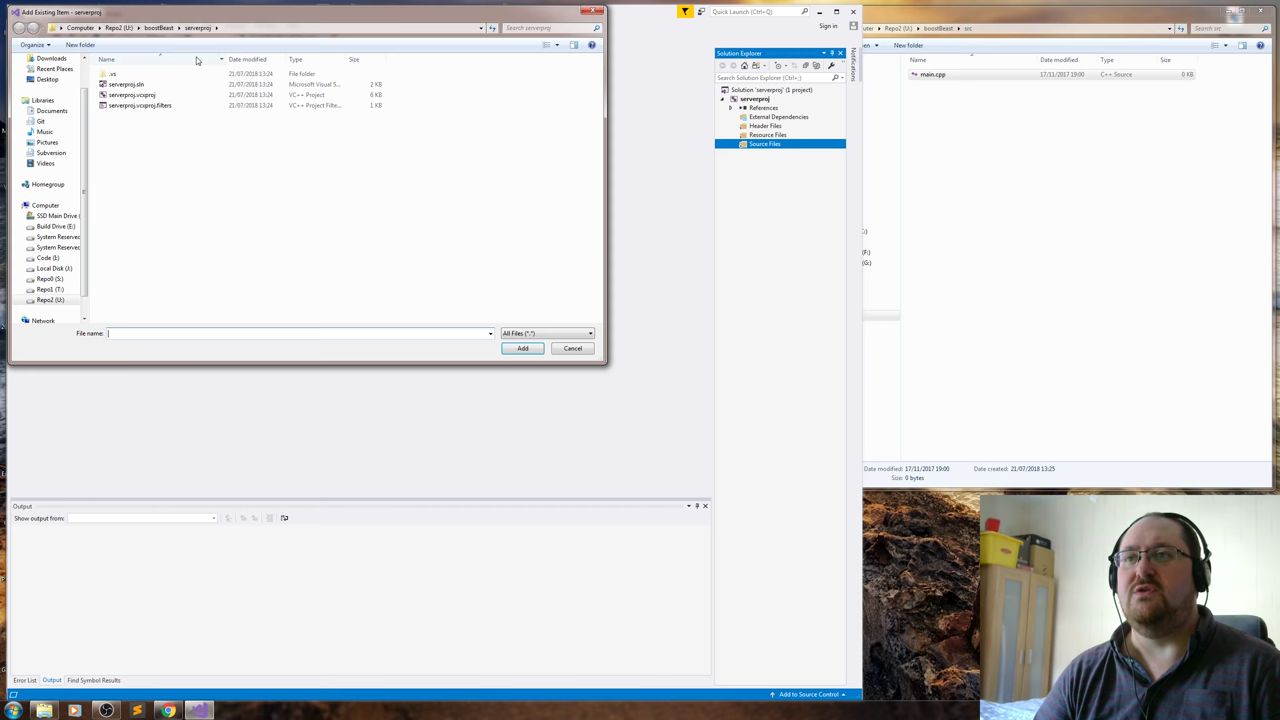 Add Existing Item - serverproj
Computer
Repo2 (U:)
boostBeast
serverproj
Search serverproj
Organize
New folder
Name
Date modified
Type
Size
Downloads
Recent Places
Desktop
Libraries
Documents
Git
Music
Pictures
Subversion
Videos
Homegroup
Computer
SSD Main Drive (
Build Drive (E:)
System Reserved
System Reserved
Code (I:)
Local Disk (J:)
Repo0 (S:)
Repo1 (T:)
Repo2 (U:)
Network
.vs 21/07/2018 13:24 File folder
serverproj.sln 21/07/2018 13:24 Microsoft Visual S... 2 KB
serverproj.vcxproj 21/07/2018 13:24 VC++ Project 6 KB
serverproj.vcxproj.filters 21/07/2018 13:24 VC++ Project Filte... 1 KB
File name:
All Files (*.*)
Add
Cancel
Quick Launch (Ctrl+Q)
Sign in
Notifications
Solution Explorer
Search Solution Explorer (Ctrl+;)
Solution 'serverproj' (1 project)
serverproj
References
External Dependencies
Header Files
Resource Files
Source Files
Output
Show output from:
Error List
Output
Find Symbol Results
Add to Source Control
uter
Repo2 (U:)
boostBeast
src
Search src
en
New folder
Name
Date modified
Type
Size
main.cpp 17/11/2017 19:00 C++ Source 0 KB
C:)
(F:)
(G:)
Date modified: 17/11/2017 19:00
Date created: 21/07/2018 13:25
Size: 0 bytes